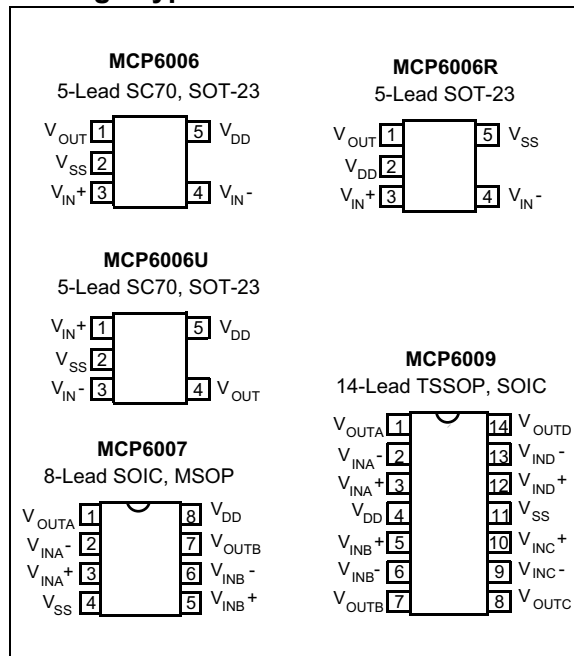 MCP6006
5-Lead SC70, SOT-23
VOUT 1 5 VDD
VSS 2
VIN+ 3 4 VIN-
MCP6006R
5-Lead SOT-23
VOUT 1 5 VSS
VDD 2
VIN+ 3 4 VIN-
MCP6006U
5-Lead SC70, SOT-23
VIN+ 1 5 VDD
VSS 2
VIN- 3 4 VOUT
MCP6007
8-Lead SOIC, MSOP
VOUTA 1 8 VDD
VINA- 2 7 VOUTB
VINA+ 3 6 VINB-
VSS 4 5 VINB+
MCP6009
14-Lead TSSOP, SOIC
VOUTA 1 14 VOUTD
VINA- 2 13 VIND-
VINA+ 3 12 VIND+
VDD 4 11 VSS
VINB+ 5 10 VINC+
VINB- 6 9 VINC-
VOUTB 7 8 VOUTC